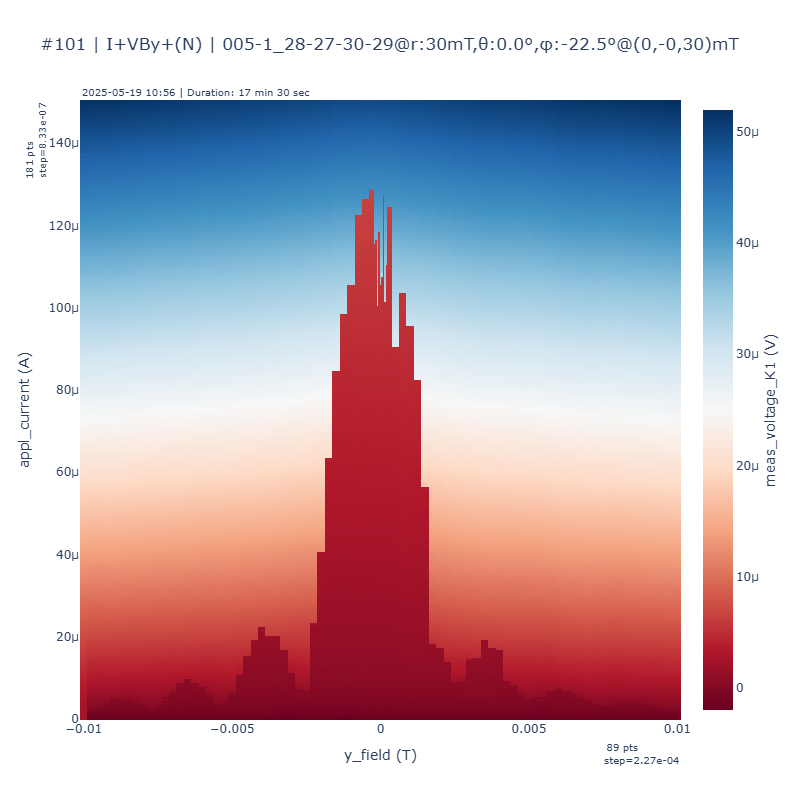 #101 | I+VBy+(N) | 005-1_28-27-30-29@r:30mT,θ:0.0º,φ:-22.5º@(0,-0,30)mT
2025-05-19 10:56 | Duration: 17 min 30 sec
181 pts
step=8.33e-07
140μ
120μ
100μ
80μ
60μ
40μ
20μ
0
appl_current (A)
−0.01
−0.005
0
0.005
0.01
y_field (T)
89 pts
step=2.27e-04
50μ
40μ
30μ
20μ
10μ
0
meas_voltage_K1 (V)